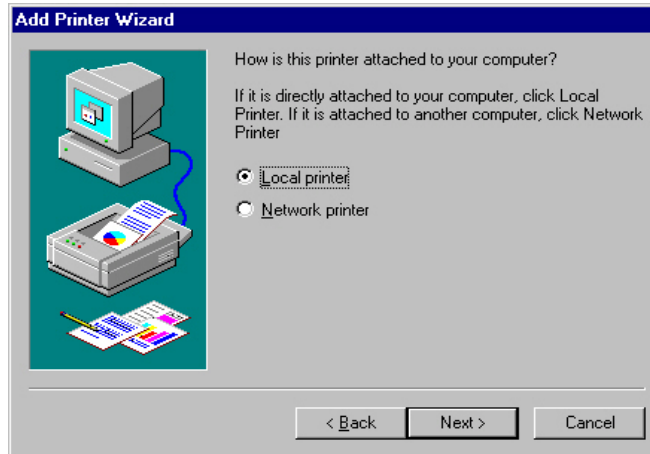 Add Printer Wizard
How is this printer attached to your computer?
If it is directly attached to your computer, click Local
Printer. If it is attached to another computer, click Network
Printer
Local printer
Network printer
< Back
Next >
Cancel